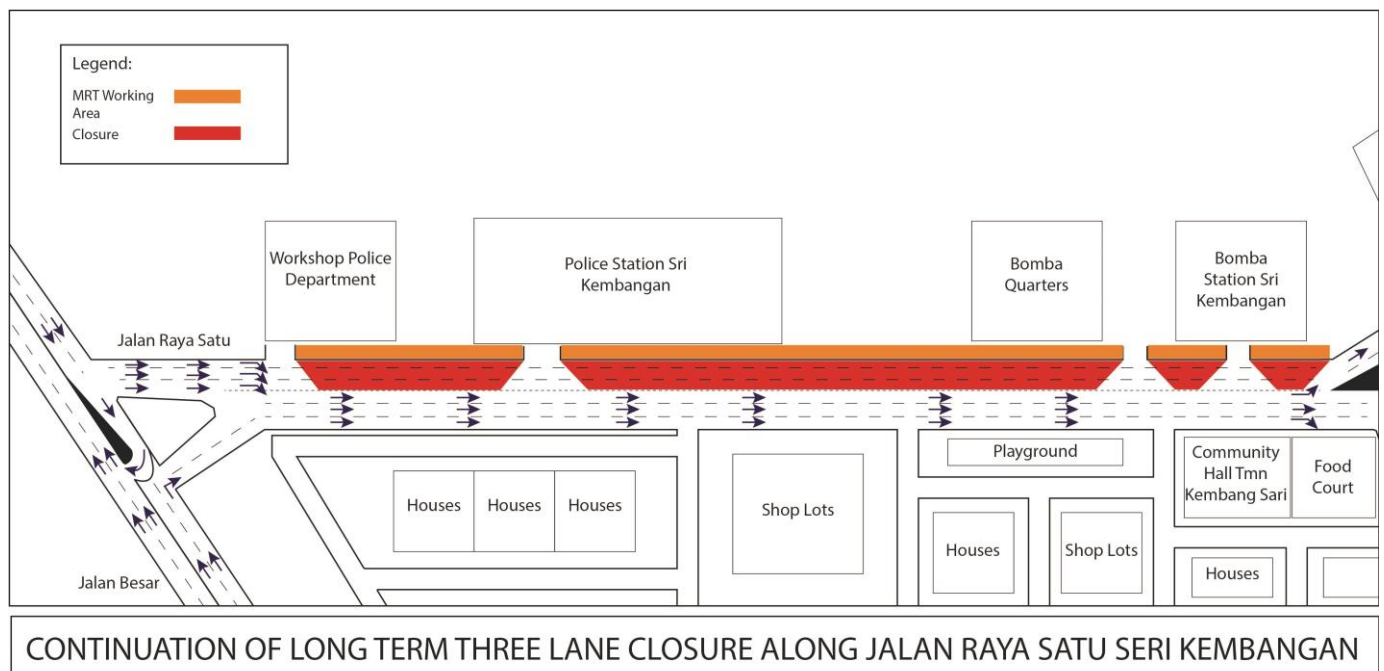 Legend:
MRT Working
Area
Closure
Workshop Police
Department
Police Station Sri
Kembangan
Bomba
Quarters
Bomba
Station Sri
Kembangan
Jalan Raya Satu
Playground
Community
Hall Tmn
Kembang Sari
Food
Court
Houses
Houses
Houses
Shop Lots
Houses
Shop Lots
Houses
Jalan Besar
CONTINUATION OF LONG TERM THREE LANE CLOSURE ALONG JALAN RAYA SATU SERI KEMBANGAN